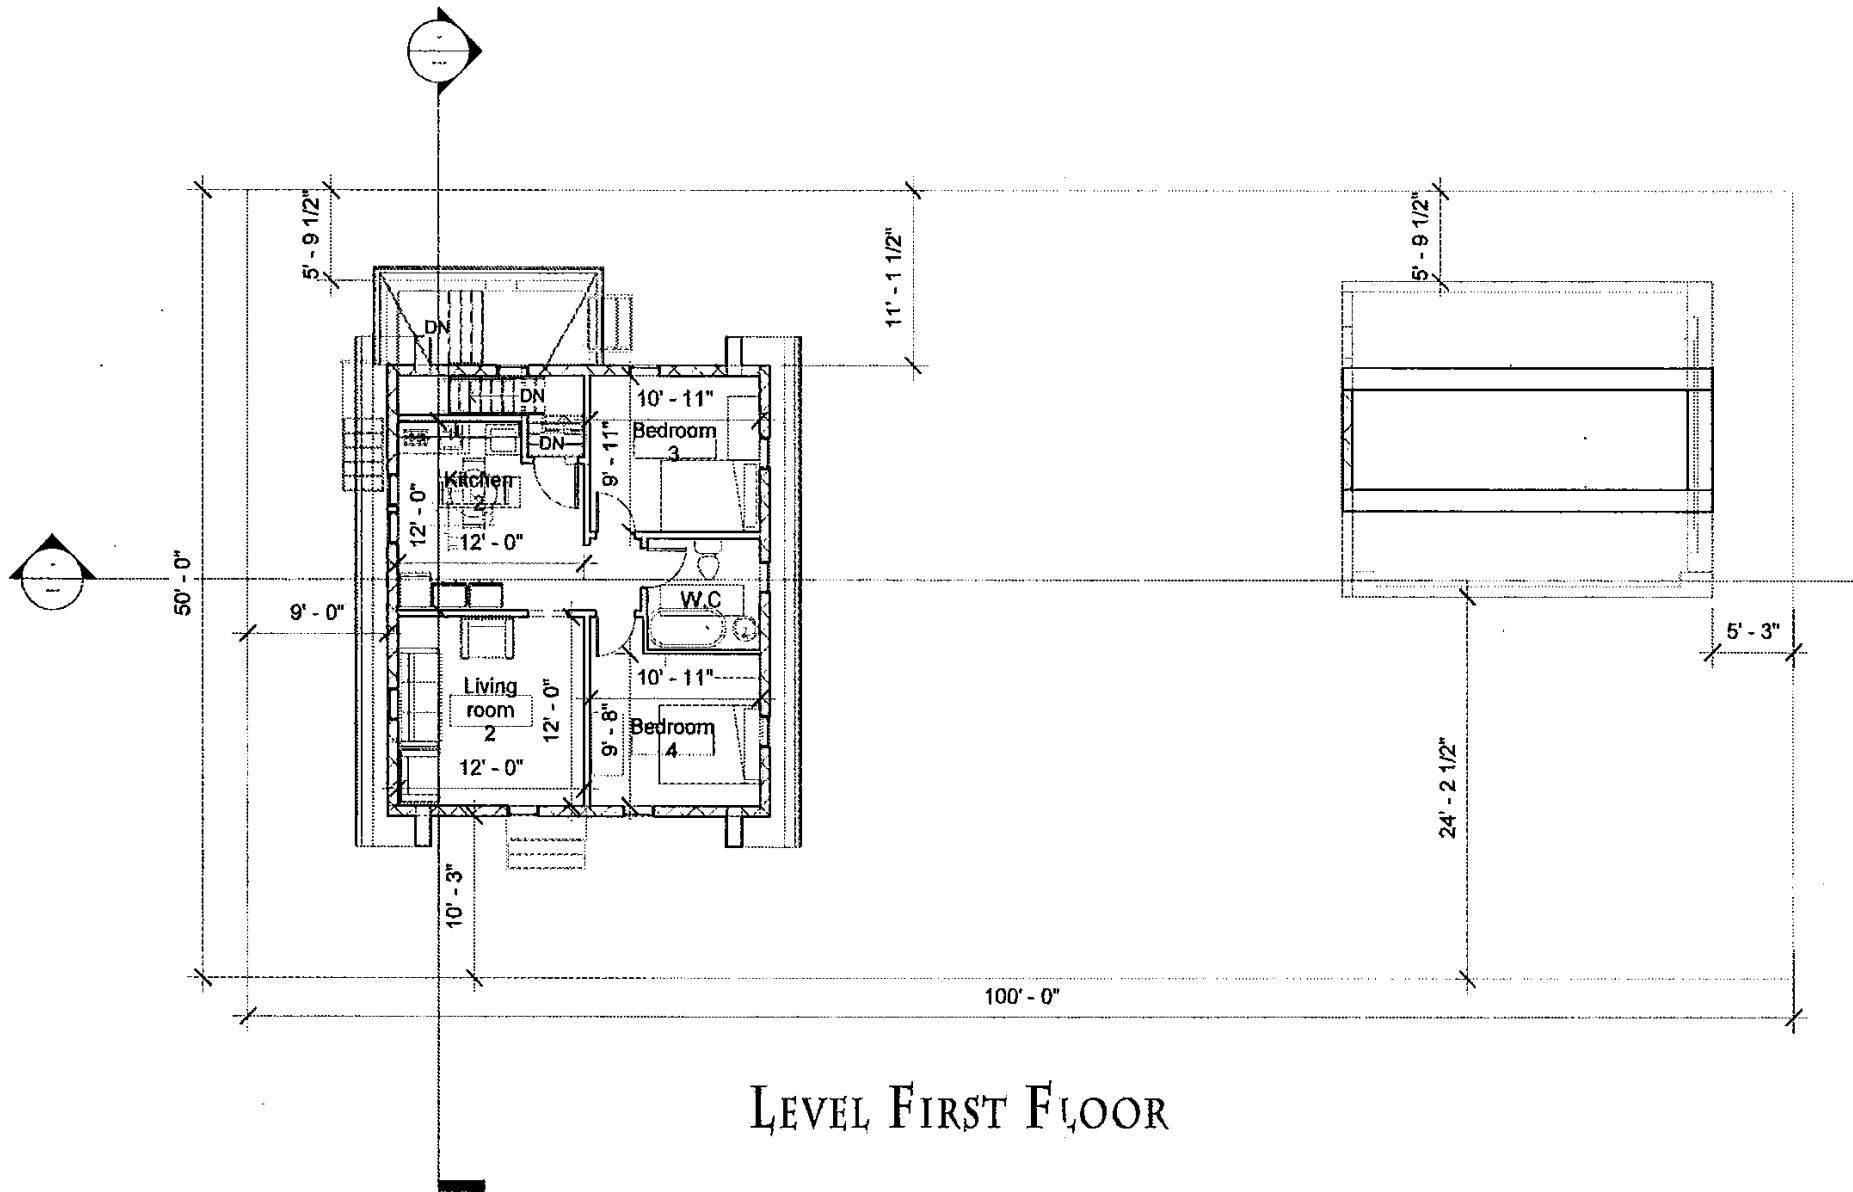 5' - 9 1/2"
11' - 1 1/2"
5' - 9 1/2"
DN
DN
10' - 11"
Bedroom
3
9' - 11"
DN
Kitchen
2
12' - 0"
12' - 0"
50' - 0"
9' - 0"
W.C
5' - 3"
10' - 11"
Living
room
2
12' - 0"
9' - 8"
Bedroom
4
12' - 0"
24' - 2 1/2"
10' - 3"
100' - 0"
LEVEL FIRST FLOOR